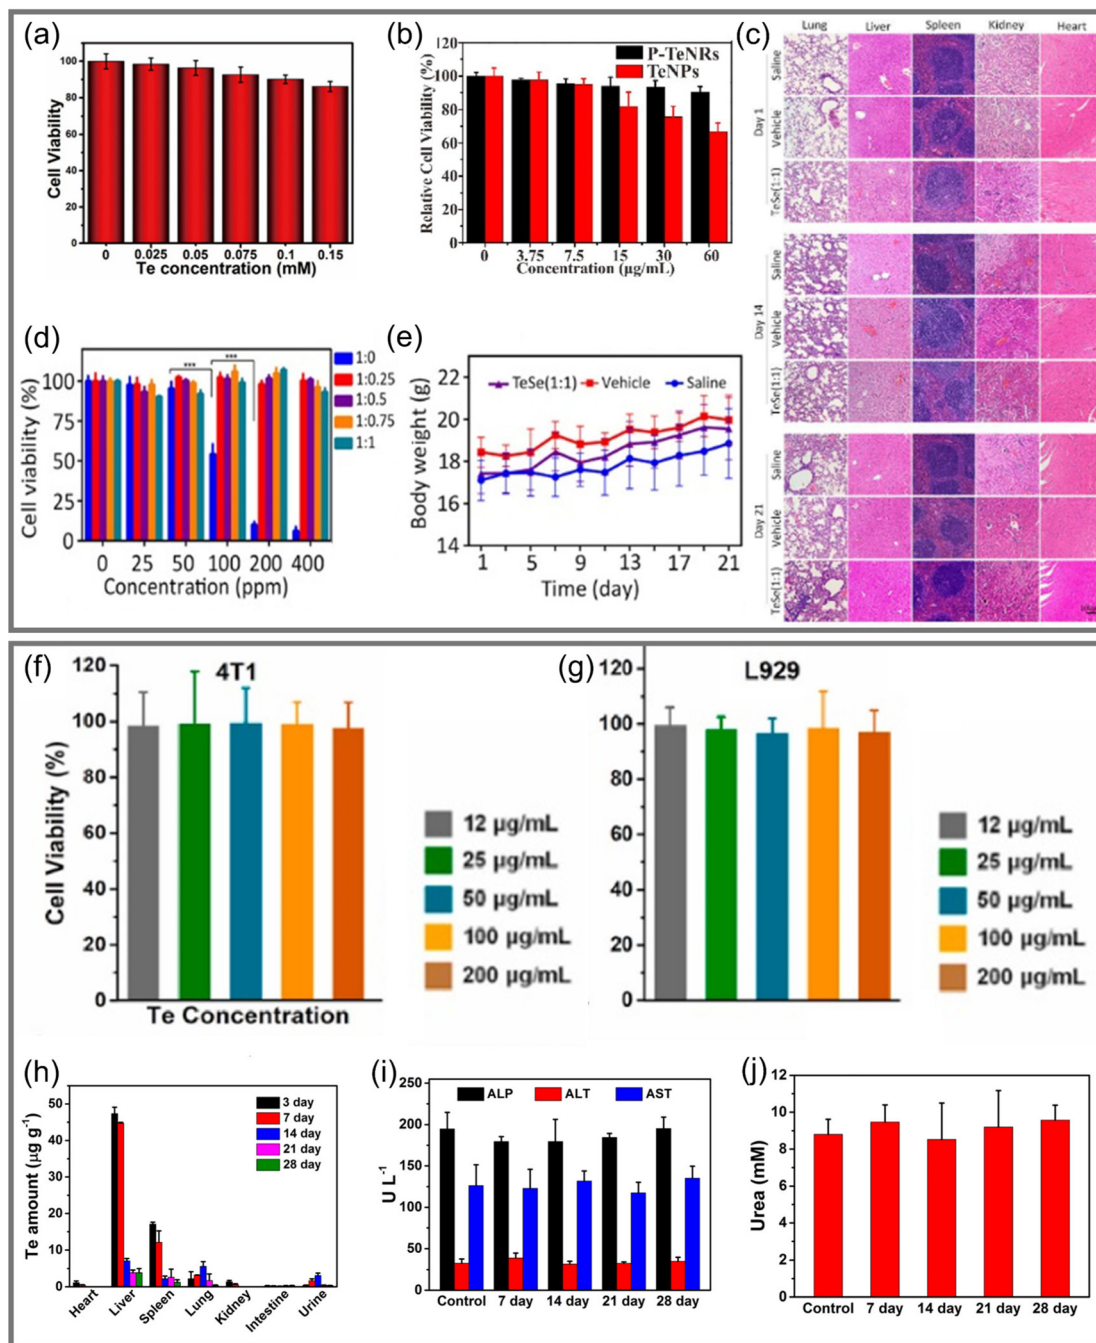 (a)
100
80
60
40
20
0
Cell Viability
0 0.025 0.05 0.075 0.1 0.15
Te concentration (mM)
(b)
120
100
80
60
40
20
0
Relative Cell Viability (%)
P-TeNRs
TeNPs
0 3.75 7.5 15 30 60
Concentration (µg/mL)
(c)
Lung Liver Spleen Kidney Heart
Day 1
Saline
Vehicle
TeSe(1:1)
Day 14
Saline
Vehicle
TeSe(1:1)
Day 21
Saline
Vehicle
TeSe(1:1)
(d)
100
75
50
25
0
Cell viability (%)
*** ***
1:0
1:0.25
1:0.5
1:0.75
1:1
0 25 50 100 200 400
Concentration (ppm)
(e)
22
20
18
16
14
Body weight (g)
TeSe(1:1) Vehicle Saline
1 5 9 13 17 21
Time (day)
(f)
4T1
120
100
80
60
40
20
0
Cell Viability (%)
Te Concentration
12 µg/mL
25 µg/mL
50 µg/mL
100 µg/mL
200 µg/mL
(g)
L929
120
100
80
60
40
20
0
12 µg/mL
25 µg/mL
50 µg/mL
100 µg/mL
200 µg/mL
(h)
50
40
30
20
10
0
Te amount (µg g⁻¹)
3 day
7 day
14 day
21 day
28 day
Heart Liver Spleen Lung Kidney Intestine Urine
(i)
250
200
150
100
50
0
U L⁻¹
ALP ALT AST
Control 7 day 14 day 21 day 28 day
(j)
12
10
8
6
4
2
0
Urea (mM)
Control 7 day 14 day 21 day 28 day